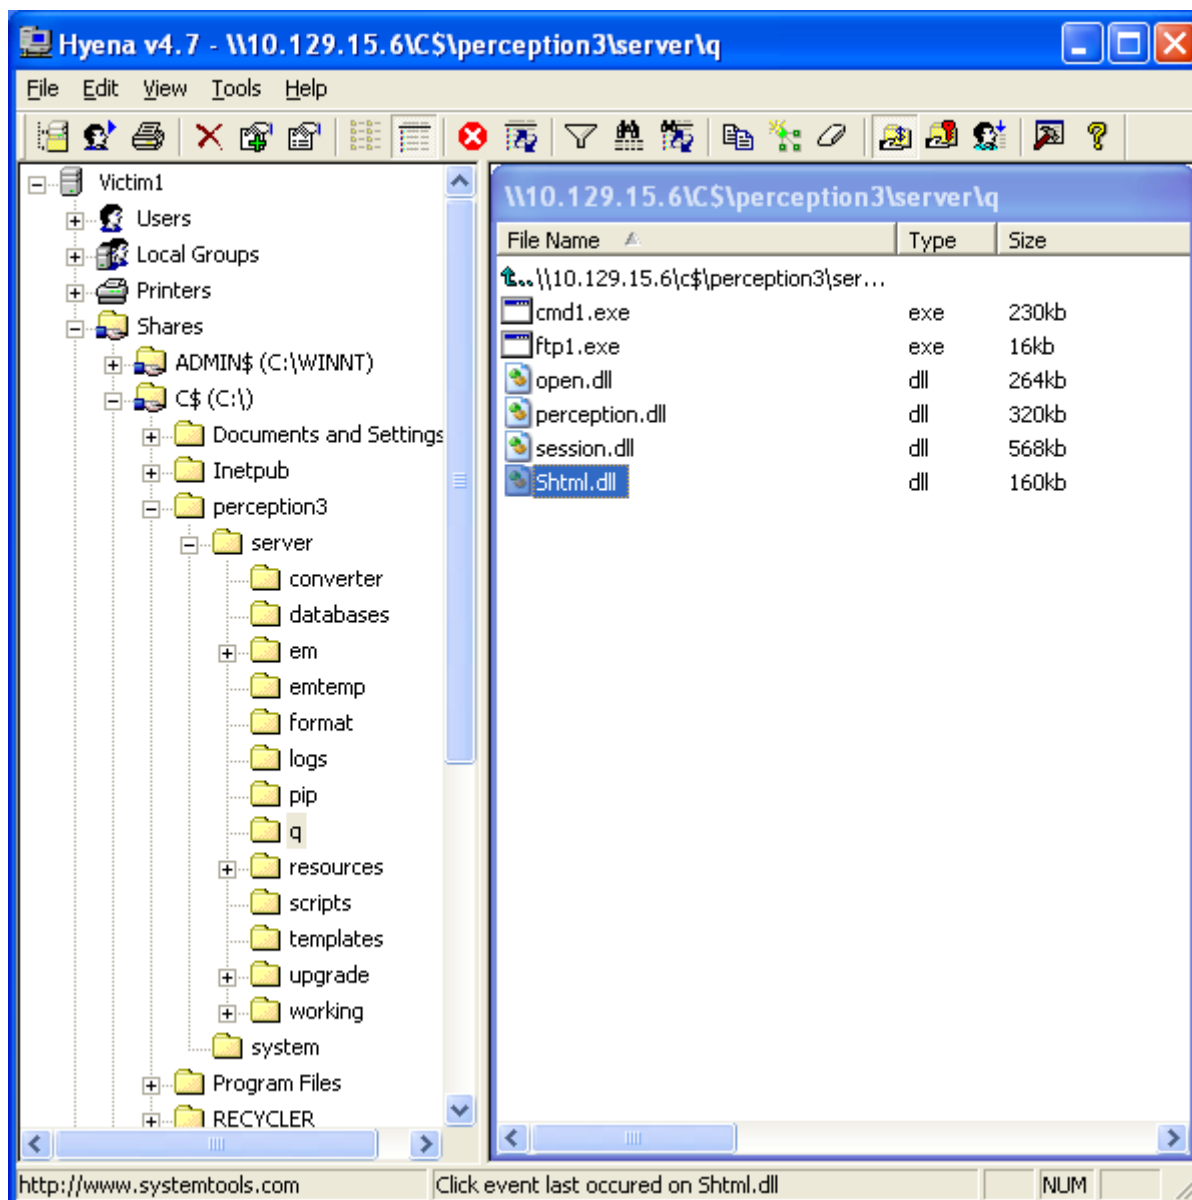 Hyena v4.7 - \\10.129.15.6\C$\perception3\server\q
File Edit View Tools Help
Victim1
Users
Local Groups
Printers
Shares
ADMIN$ (C:\WINNT)
C$ (C:\)
Documents and Settings
Inetpub
perception3
server
converter
databases
em
emtemp
format
logs
pip
q
resources
scripts
templates
upgrade
working
system
Program Files
RECYCLER
\\10.129.15.6\C$\perception3\server\q
File Name Type Size
..\\10.129.15.6\c$\perception3\ser...
cmd1.exe exe 230kb
ftp1.exe exe 16kb
open.dll dll 264kb
perception.dll dll 320kb
session.dll dll 568kb
Shtml.dll dll 160kb
http://www.systemtools.com Click event last occured on Shtml.dll NUM